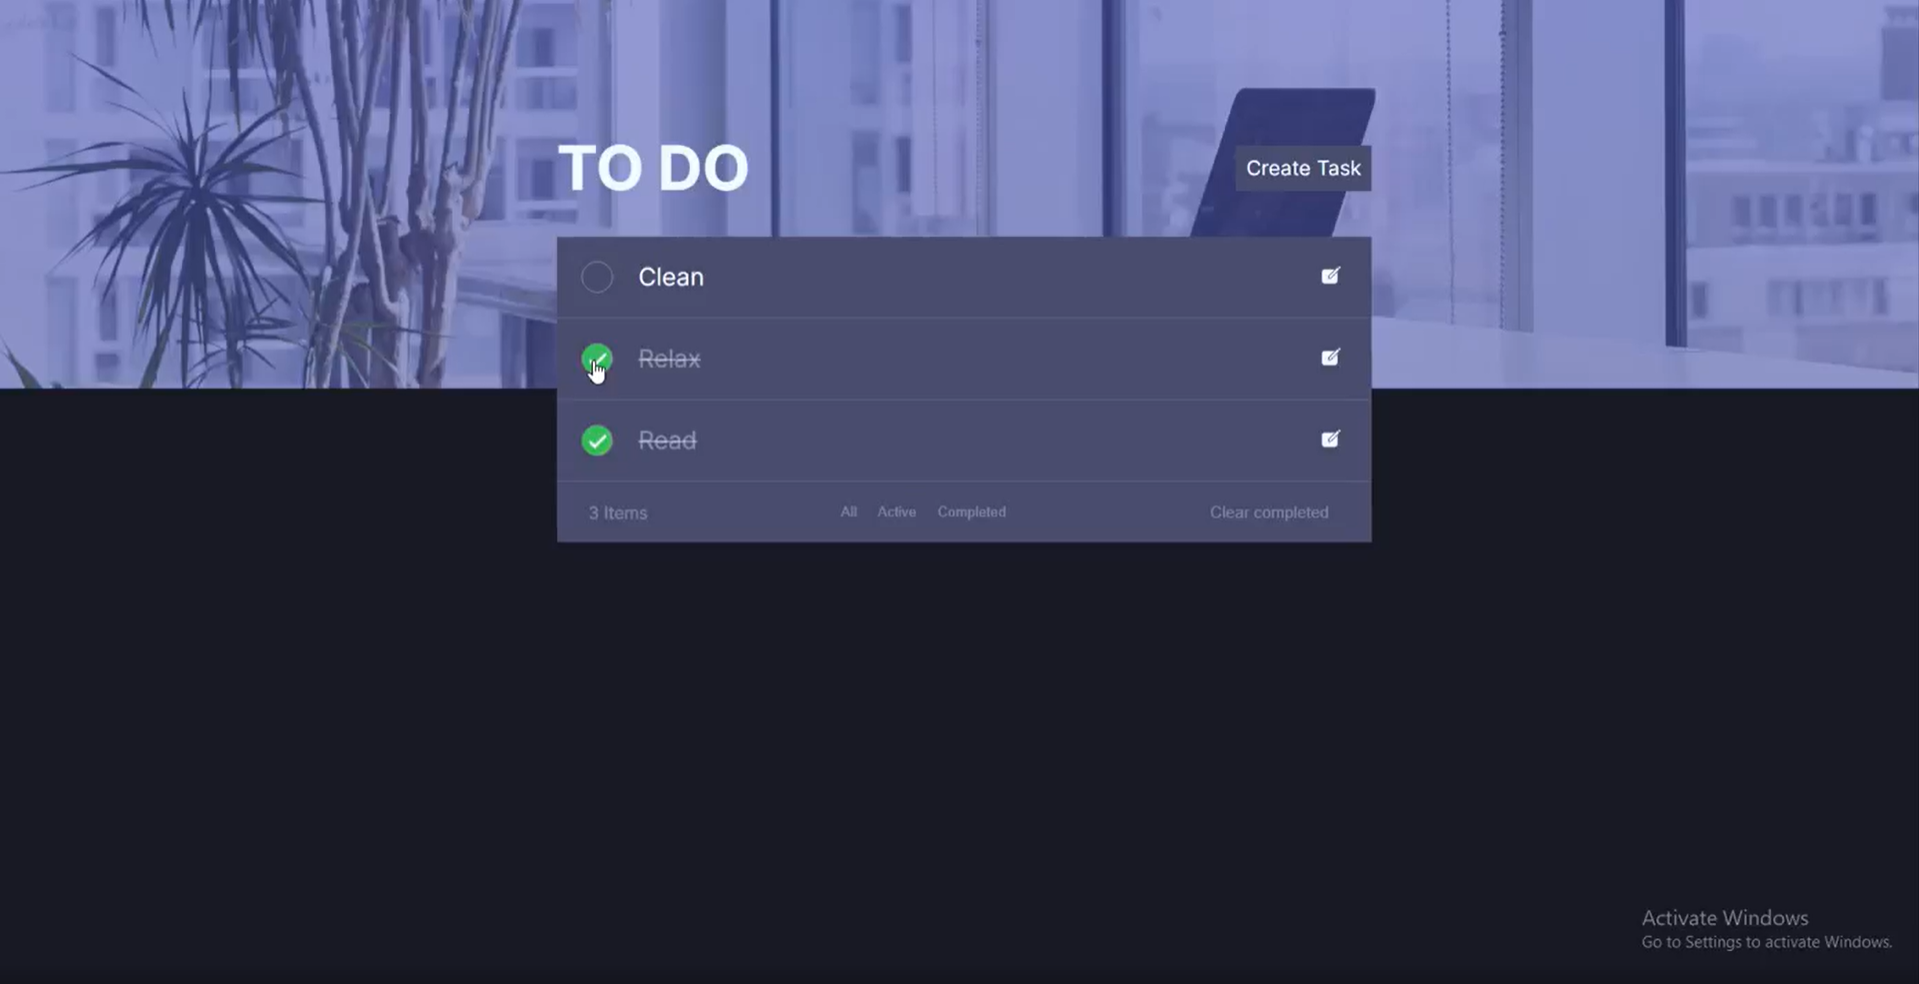 TO DO
Create Task
Clean
Relax
Read
3 Items
All Active Completed
Clear completed
Activate Windows
Go to Settings to activate Windows.